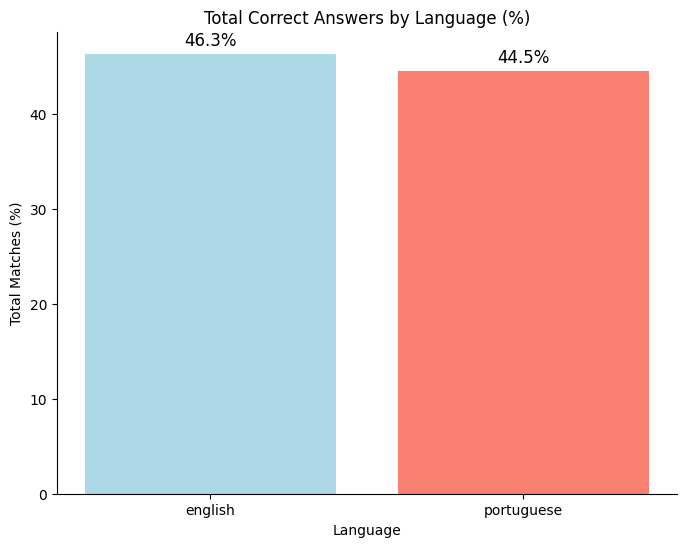 Total Correct Answers by Language (%)
46.3%
44.5%
Total Matches (%)
40
30
20
10
0
english
portuguese
Language